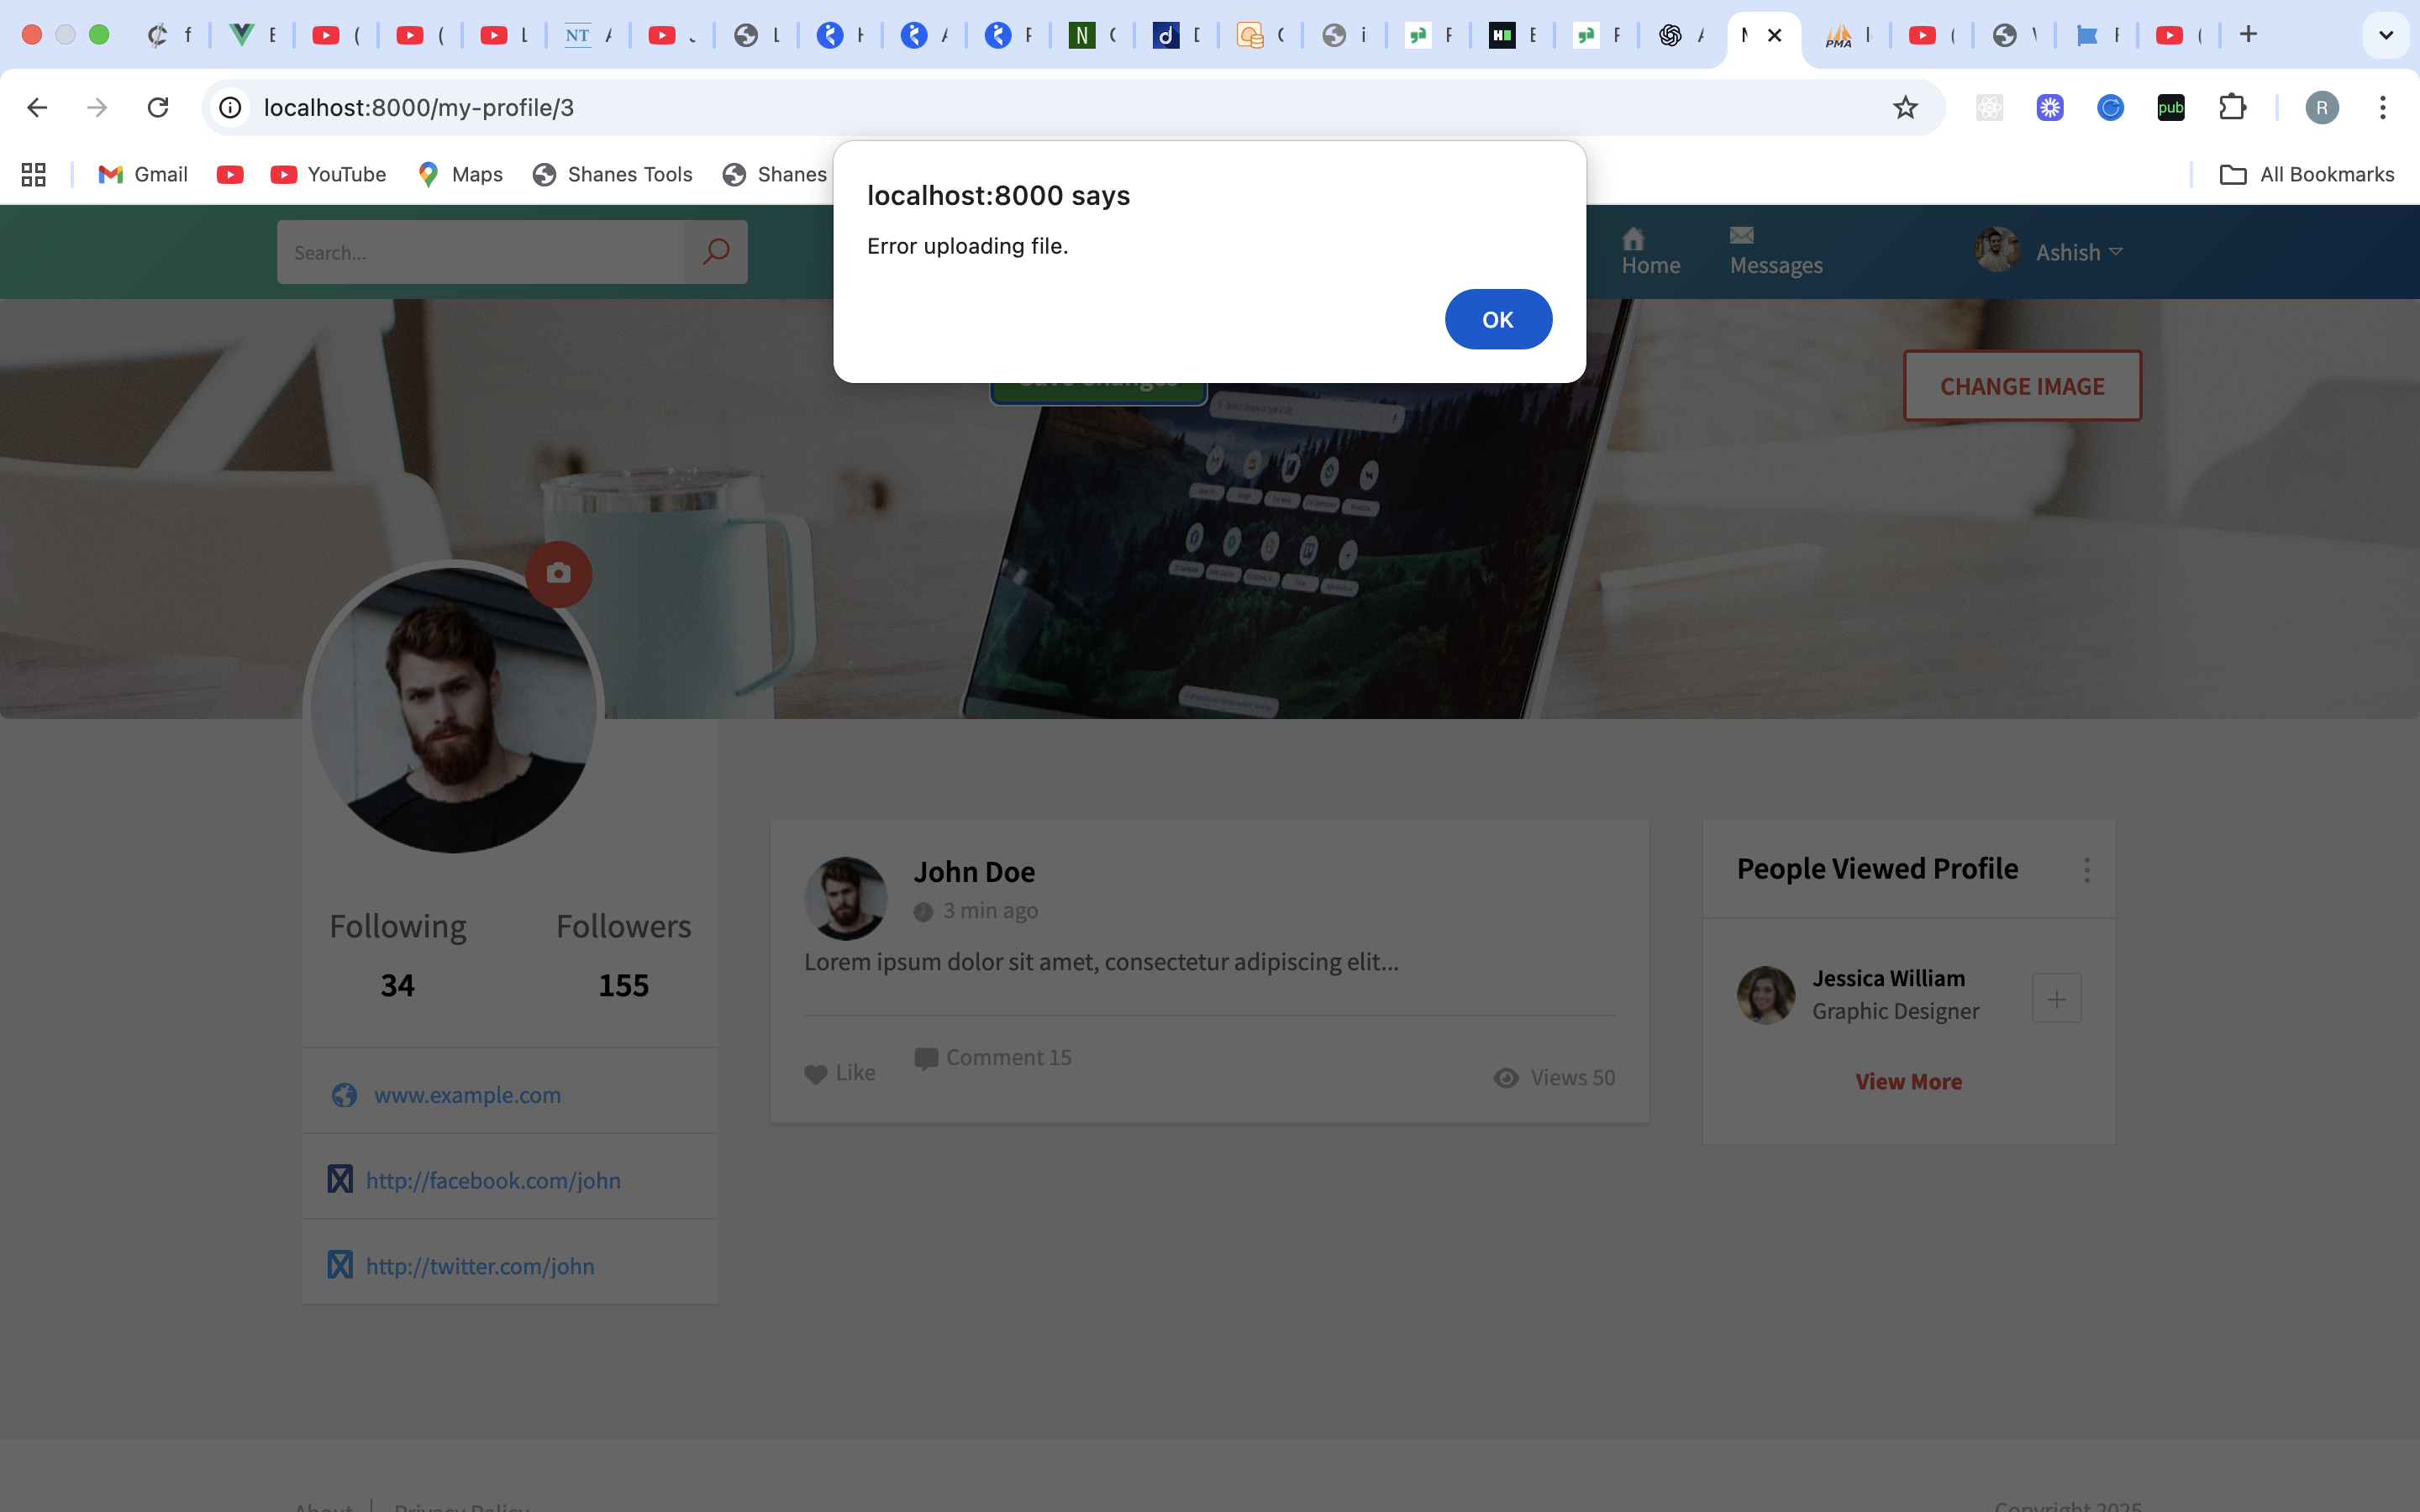 localhost:8000/my-profile/3
Gmail
YouTube
Maps
Shanes Tools
Shanes
All Bookmarks
localhost:8000 says
Error uploading file.
OK
Search...
Home
Messages
Ashish
CHANGE IMAGE
Following
Followers
34
155
www.example.com
http://facebook.com/john
http://twitter.com/john
John Doe
3 min ago
Lorem ipsum dolor sit amet, consectetur adipiscing elit...
Like
Comment 15
Views 50
People Viewed Profile
Jessica William
Graphic Designer
View More
About
Privacy Policy
Copyright 2025